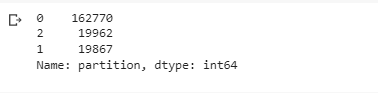 0    162770
2     19962
1     19867
Name: partition, dtype: int64